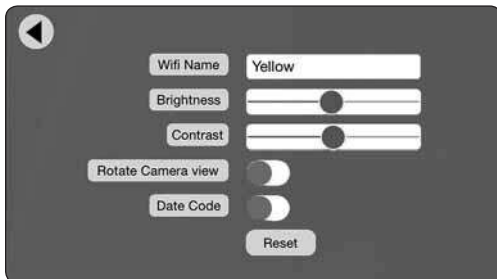 Wifi Name Yellow
Brightness
Contrast
Rotate Camera view
Date Code
Reset